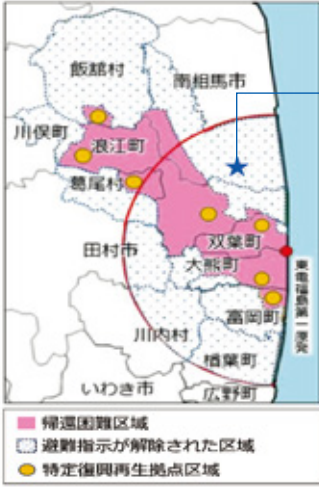 飯舘村
南相馬市
川俣町
浪江町
葛尾村
双葉町
田村市
大熊町
東電福島第一原発
富岡町
川内村
楢葉町
いわき市
広野町
帰還困難区域
避難指示が解除された区域
特定復興再生拠点区域